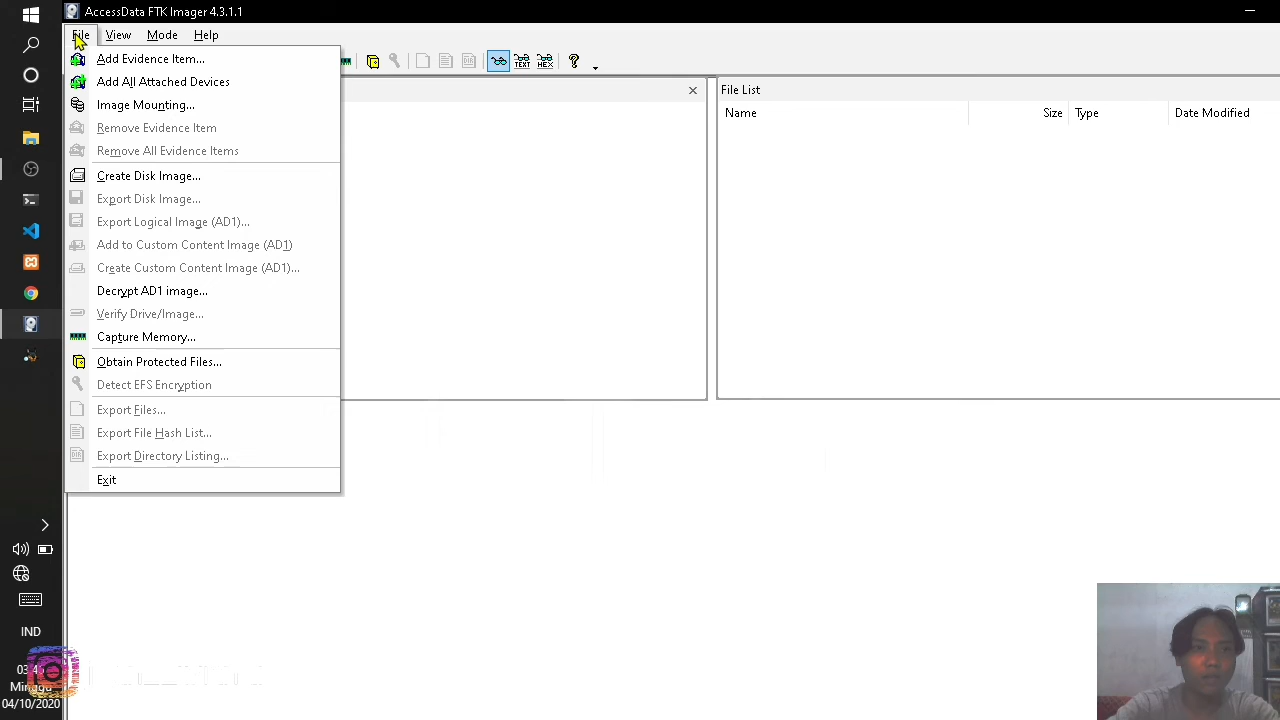 AccessData FTK Imager 4.3.1.1
File View Mode Help
Add Evidence Item...
Add All Attached Devices
Image Mounting...
Remove Evidence Item
Remove All Evidence Items
Create Disk Image...
Export Disk Image...
Export Logical Image (AD1)...
Add to Custom Content Image (AD1)
Create Custom Content Image (AD1)...
Decrypt AD1 image...
Verify Drive/Image...
Capture Memory...
Obtain Protected Files...
Detect EFS Encryption
Export Files...
Export File Hash List...
Export Directory Listing...
Exit
TEXT
HEX
File List
Name Size Type Date Modified
IND
04/10/2020